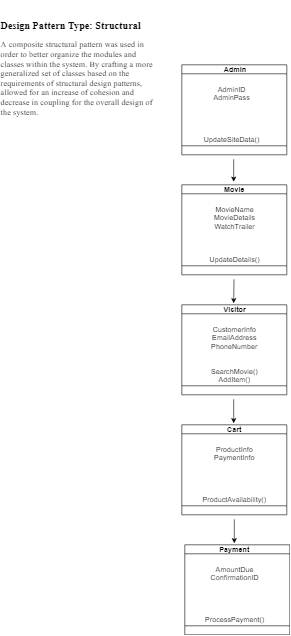 Design Pattern Type: Structural
A composite structural pattern was used in
order to better organize the modules and
classes within the system. By crafting a more
generalized set of classes based on the
requirements of structural design patterns,
allowed for an increase of cohesion and
decrease in coupling for the overall design of
the system.
Admin
AdminID
AdminPass
UpdateSiteData()
Movie
MovieName
MovieDetails
WatchTrailer
UpdateDetails()
Visitor
CustomerInfo
EmailAddress
PhoneNumber
SearchMovie()
AddItem()
Cart
ProductInfo
PaymentInfo
ProductAvailability()
Payment
AmountDue
ConfirmationID
ProcessPayment()